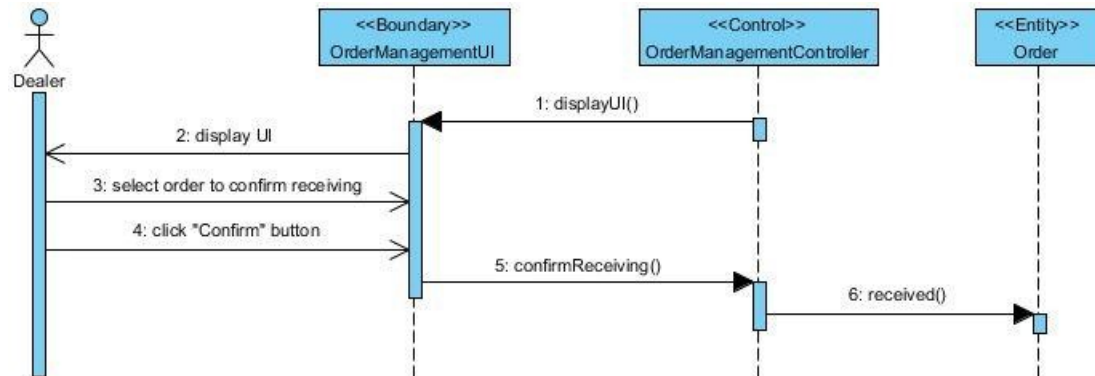 <<Boundary>>
OrderManagementUI
<<Control>>
OrderManagementController
<<Entity>>
Order
Dealer
1: displayUI()
2: display UI
3: select order to confirm receiving
4: click "Confirm" button
5: confirmReceiving()
6: received()